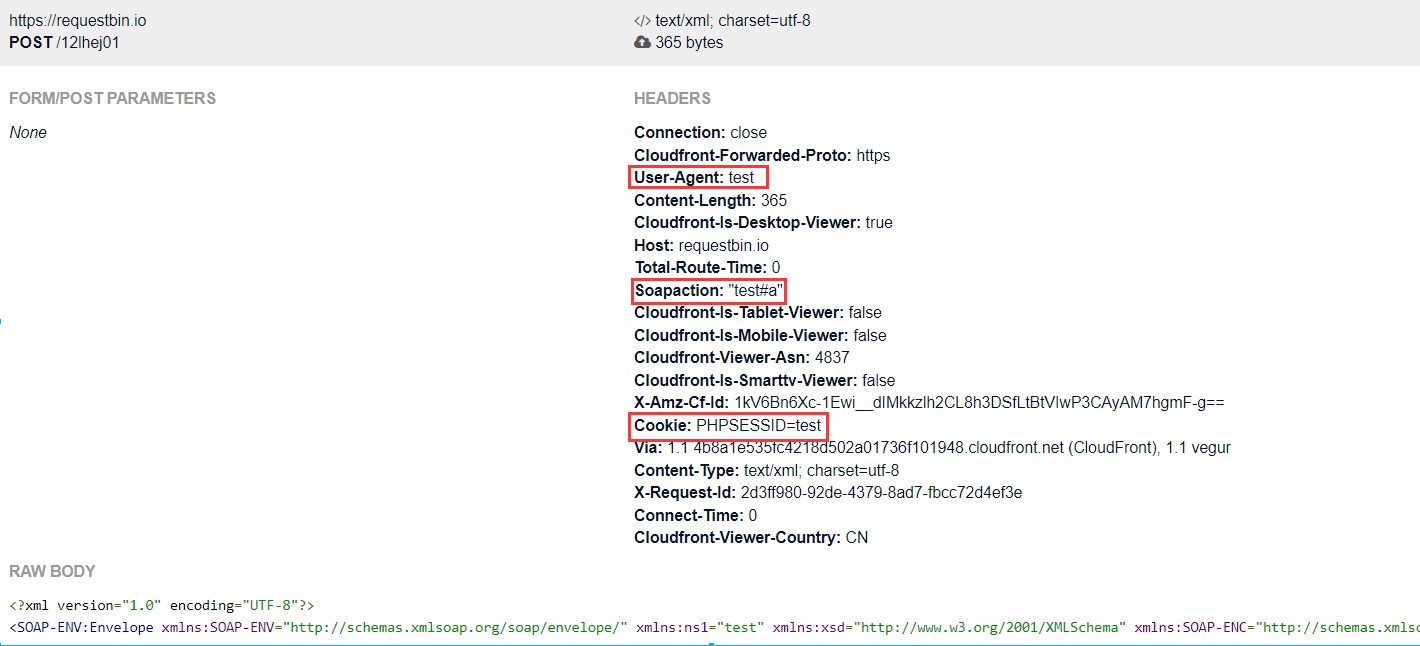 https://requestbin.io
POST /12lhej01
</> text/xml; charset=utf-8
365 bytes
FORM/POST PARAMETERS
None
HEADERS
Connection: close
Cloudfront-Forwarded-Proto: https
User-Agent: test
Content-Length: 365
Cloudfront-Is-Desktop-Viewer: true
Host: requestbin.io
Total-Route-Time: 0
Soapaction: "test#a"
Cloudfront-Is-Tablet-Viewer: false
Cloudfront-Is-Mobile-Viewer: false
Cloudfront-Viewer-Asn: 4837
Cloudfront-Is-Smarttv-Viewer: false
X-Amz-Cf-Id: 1kV6Bn6Xc-1Ewi__dIMkkzlh2CL8h3DSfLtBtVlwP3CAyAM7hgmF-g==
Cookie: PHPSESSID=test
Via: 1.1 4b8a1e535fc4218d502a01736f101948.cloudfront.net (CloudFront), 1.1 vegur
Content-Type: text/xml; charset=utf-8
X-Request-Id: 2d3ff980-92de-4379-8ad7-fbcc72d4ef3e
Connect-Time: 0
Cloudfront-Viewer-Country: CN
RAW BODY
<?xml version="1.0" encoding="UTF-8"?>
<SOAP-ENV:Envelope xmlns:SOAP-ENV="http://schemas.xmlsoap.org/soap/envelope/" xmlns:ns1="test" xmlns:xsd="http://www.w3.org/2001/XMLSchema" xmlns:SOAP-ENC="http://schemas.xmlsc